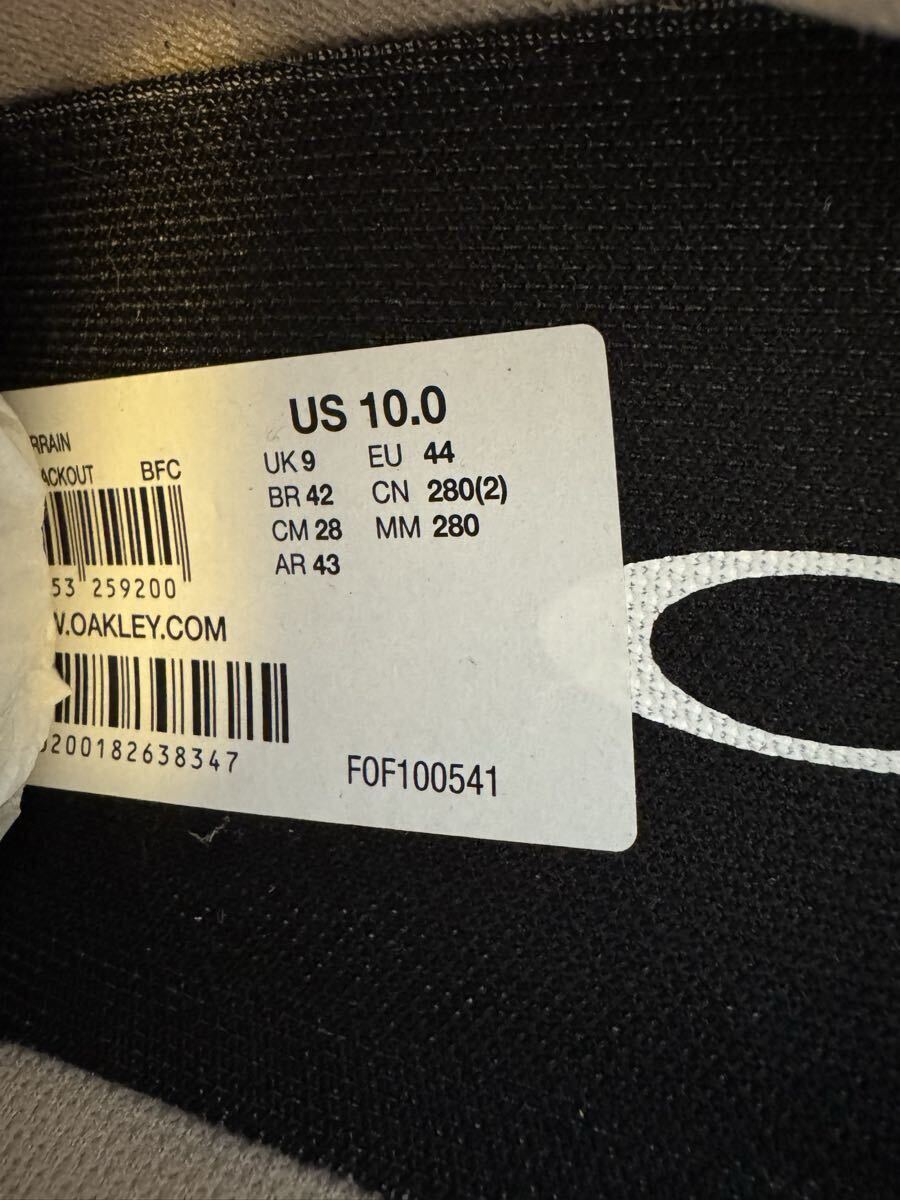 RRAIN
ACKOUT BFC
53 259200
W.OAKLEY.COM
200182638347
US 10.0
UK 9 EU 44
BR 42 CN 280(2)
CM 28 MM 280
AR 43
FOF100541